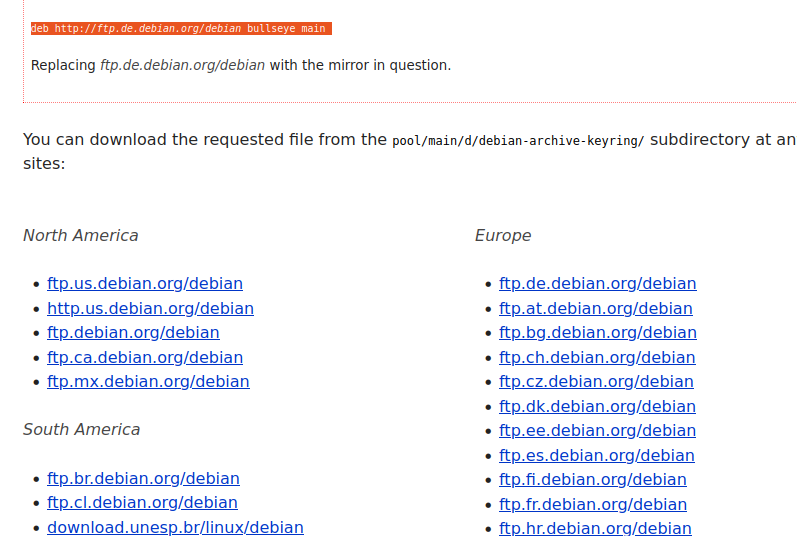 deb http://ftp.de.debian.org/debian bullseye main
Replacing ftp.de.debian.org/debian with the mirror in question.
You can download the requested file from the pool/main/d/debian-archive-keyring/ subdirectory at an
sites:
North America
ftp.us.debian.org/debian
http.us.debian.org/debian
ftp.debian.org/debian
ftp.ca.debian.org/debian
ftp.mx.debian.org/debian
South America
ftp.br.debian.org/debian
ftp.cl.debian.org/debian
download.unesp.br/linux/debian
Europe
ftp.de.debian.org/debian
ftp.at.debian.org/debian
ftp.bg.debian.org/debian
ftp.ch.debian.org/debian
ftp.cz.debian.org/debian
ftp.dk.debian.org/debian
ftp.ee.debian.org/debian
ftp.es.debian.org/debian
ftp.fi.debian.org/debian
ftp.fr.debian.org/debian
ftp.hr.debian.org/debian